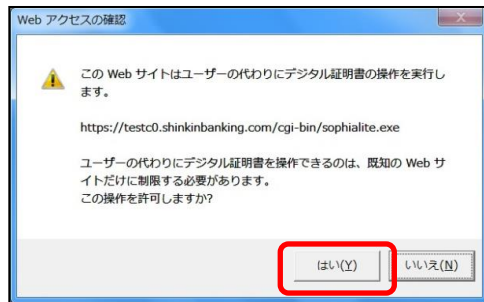 Web アクセスの確認
この Web サイトはユーザーの代わりにデジタル証明書の操作を実行し
ます。
https://testc0.shinkinbanking.com/cgi-bin/sophialite.exe
ユーザーの代わりにデジタル証明書を操作できるのは、既知の Web サ
イトだけに制限する必要があります。
この操作を許可しますか?
はい(Y)
いいえ(N)